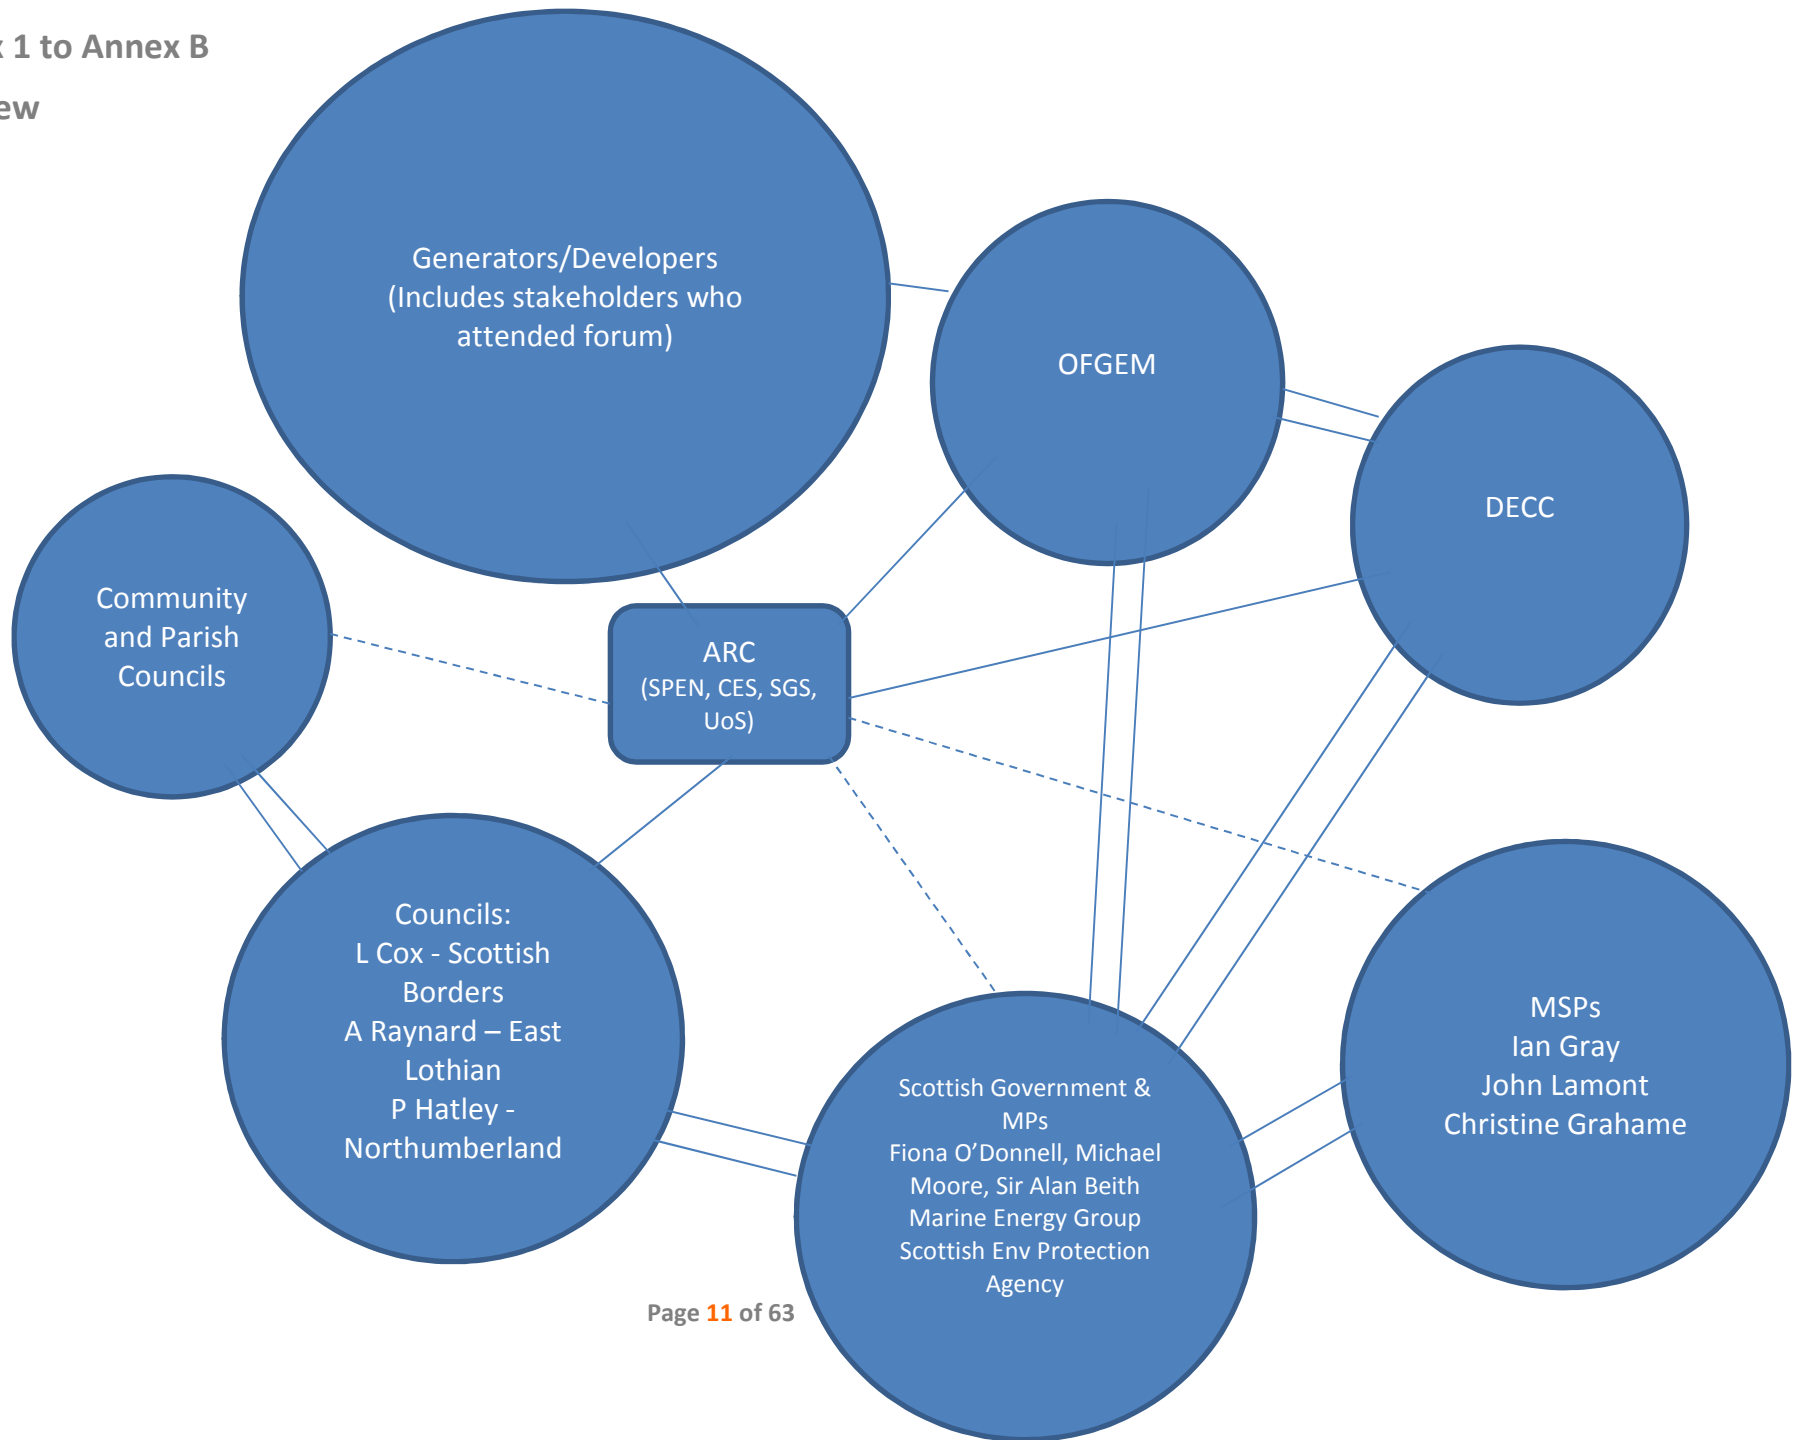 1 to Annex B
Generators/Developers
(Includes stakeholders who
attended forum)
OFGEM
DECC
Community
and Parish
Councils
ARC
(SPEN, CES, SGS,
UoS)
Councils:
L Cox - Scottish
Borders
A Raynard – East
Lothian
P Hatley -
Northumberland
Scottish Government &
MPs
Fiona O’Donnell, Michael
Moore, Sir Alan Beith
Marine Energy Group
Scottish Env Protection
Agency
MSPs
Ian Gray
John Lamont
Christine Grahame
Page 11 of 63